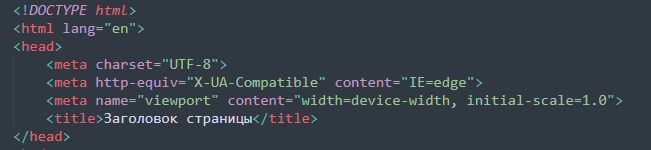 <!DOCTYPE html>
<html lang="en">
<head>
<meta charset="UTF-8">
<meta http-equiv="X-UA-Compatible" content="IE=edge">
<meta name="viewport" content="width=device-width, initial-scale=1.0">
<title>Заголовок страницы</title>
</head>